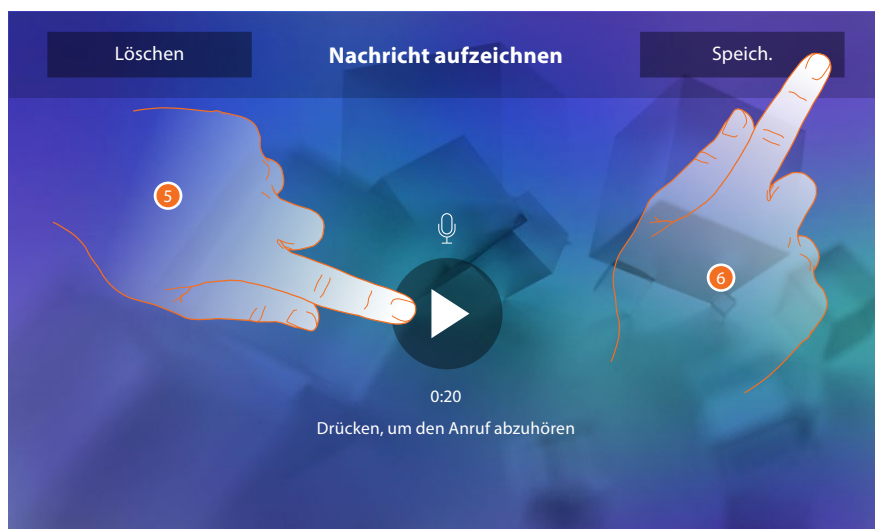 Löschen
Nachricht aufzeichnen
Speich.
5
6
0:20
Drücken, um den Anruf abzuhören